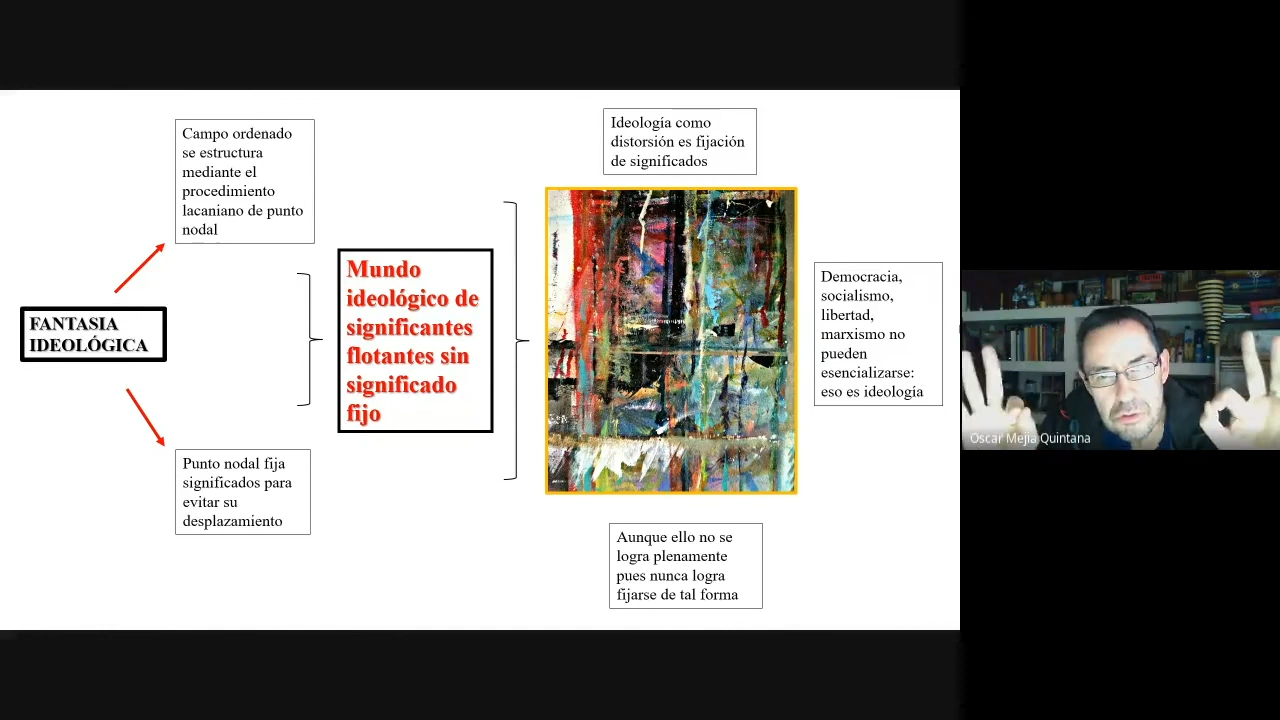 Campo ordenado
se estructura
mediante el
procedimiento
lacaniano de punto
nodal
FANTASIA
IDEOLÓGICA
Punto nodal fija
significados para
evitar su
desplazamiento
Mundo
ideológico de
significantes
flotantes sin
significado
fijo
Ideología como
distorsión es fijación
de significados
Democracia,
socialismo,
libertad,
marxismo no
pueden
esencializarse:
eso es ideología
Aunque ello no se
logra plenamente
pues nunca logra
fijarse de tal forma
Oscar Mejia Quintana